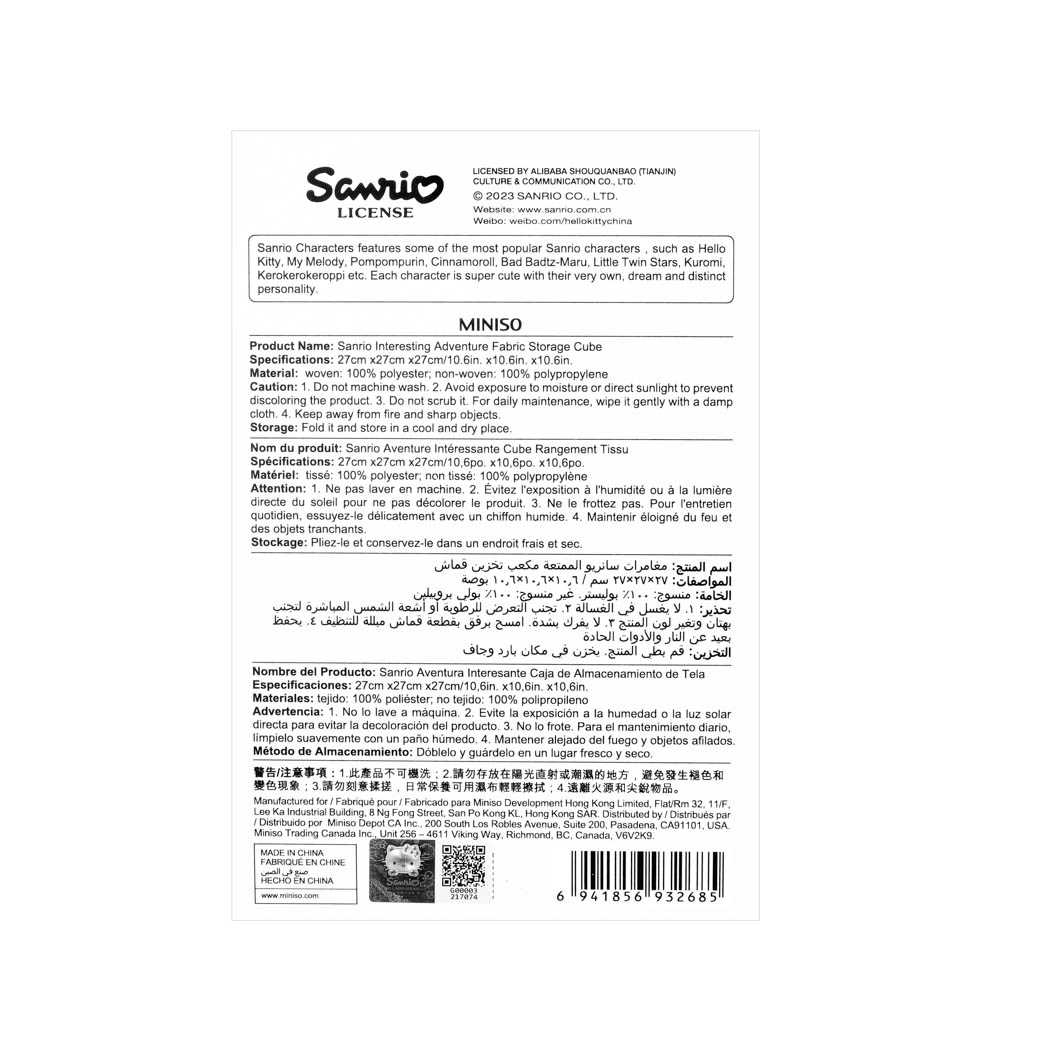 Sanrio
LICENSE
LICENSED BY ALIBABA SHOUQUANBAO (TIANJIN)
CULTURE & COMMUNICATION CO., LTD.
© 2023 SANRIO CO., LTD.
Website: www.sanrio.com.cn
Weibo: weibo.com/hellokittychina
Sanrio Characters features some of the most popular Sanrio characters , such as Hello
Kitty, My Melody, Pompompurin, Cinnamoroll, Bad Badtz-Maru, Little Twin Stars, Kuromi,
Kerokerokeroppi etc. Each character is super cute with their very own, dream and distinct
personality.
MINISO
Product Name: Sanrio Interesting Adventure Fabric Storage Cube
Specifications: 27cm x27cm x27cm/10.6in. x10.6in. x10.6in.
Material: woven: 100% polyester; non-woven: 100% polypropylene
Caution: 1. Do not machine wash. 2. Avoid exposure to moisture or direct sunlight to prevent
discoloring the product. 3. Do not scrub it. For daily maintenance, wipe it gently with a damp
cloth. 4. Keep away from fire and sharp objects.
Storage: Fold it and store in a cool and dry place.
Nom du produit: Sanrio Aventure Intéressante Cube Rangement Tissu
Spécifications: 27cm x27cm x27cm/10,6po. x10,6po. x10,6po.
Matériel: tissé: 100% polyester; non tissé: 100% polypropylène
Attention: 1. Ne pas laver en machine. 2. Évitez l'exposition à l'humidité ou à la lumière
directe du soleil pour ne pas décolorer le produit. 3. Ne le frottez pas. Pour l'entretien
quotidien, essuyez-le délicatement avec un chiffon humide. 4. Maintenir éloigné du feu et
des objets tranchants.
Stockage: Pliez-le et conservez-le dans un endroit frais et sec.
اسم المنتج: مغامرات سانريو الممتعة مكعب تخزين قماش
المواصفات: ٢٧×٢٧×٢٧ سم / ١٠,٦×١٠,٦×١٠,٦ بوصة
الخامة: منسوج: ١٠٠٪ بوليستر. غير منسوج: ١٠٠٪ بولي بروبيلين
تحذير: ١. لا يغسل في الغسالة ٢. تجنب التعرض للرطوبة أو أشعة الشمس المباشرة لتجنب
بهتان وتغير لون المنتج ٣. لا يفرك بشدة. امسح برفق بقطعة قماش مبللة للتنظيف ٤. يحفظ
بعيد عن النار والأدوات الحادة
التخزين: قم بطي المنتج. يخزن في مكان بارد وجاف
Nombre del Producto: Sanrio Aventura Interesante Caja de Almacenamiento de Tela
Especificaciones: 27cm x27cm x27cm/10,6in. x10,6in. x10,6in.
Materiales: tejido: 100% poliéster; no tejido: 100% polipropileno
Advertencia: 1. No lo lave a máquina. 2. Evite la exposición a la humedad o la luz solar
directa para evitar la decoloración del producto. 3. No lo frote. Para el mantenimiento diario,
límpielo suavemente con un paño húmedo. 4. Mantener alejado del fuego y objetos afilados.
Método de Almacenamiento: Dóblelo y guárdelo en un lugar fresco y seco.
警告/注意事項：1.此產品不可機洗；2.請勿存放在陽光直射或潮濕的地方，避免發生褪色和
變色現象；3.請勿刻意揉搓，日常保養可用濕布輕輕擦拭；4.遠離火源和尖銳物品。
Manufactured for / Fabriqué pour / Fabricado para Miniso Development Hong Kong Limited, Flat/Rm 32, 11/F,
Lee Ka Industrial Building, 8 Ng Fong Street, San Po Kong KL, Hong Kong SAR. Distributed by / Distribués par
/ Distribuido por Miniso Depot CA Inc., 200 South Los Robles Avenue, Suite 200, Pasadena, CA91101, USA.
Miniso Trading Canada Inc., Unit 256 – 4611 Viking Way, Richmond, BC, Canada, V6V2K9.
MADE IN CHINA
FABRIQUÉ EN CHINE
صنع في الصين
HECHO EN CHINA
www.miniso.com
Sanrio
G00003
217074
6 941856 932685